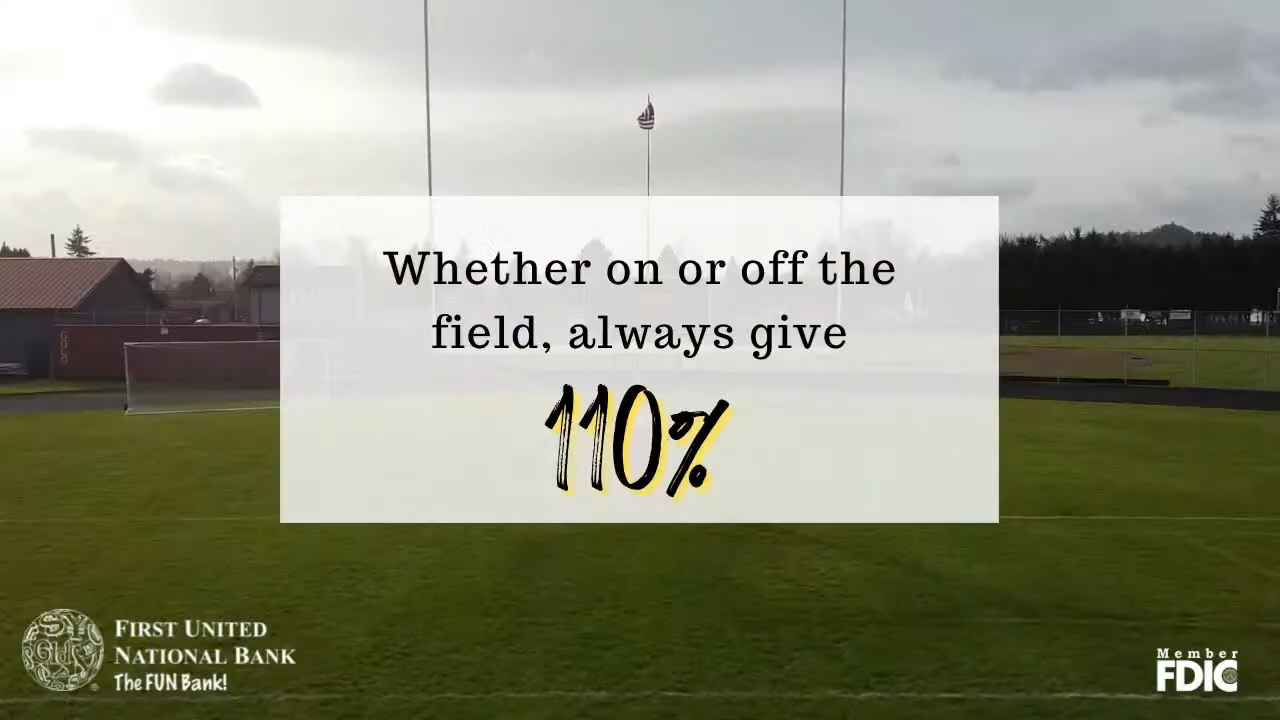 Whether on or off the
field, always give
110%
First United
National Bank
The FUN Bank!
Member
FDIC